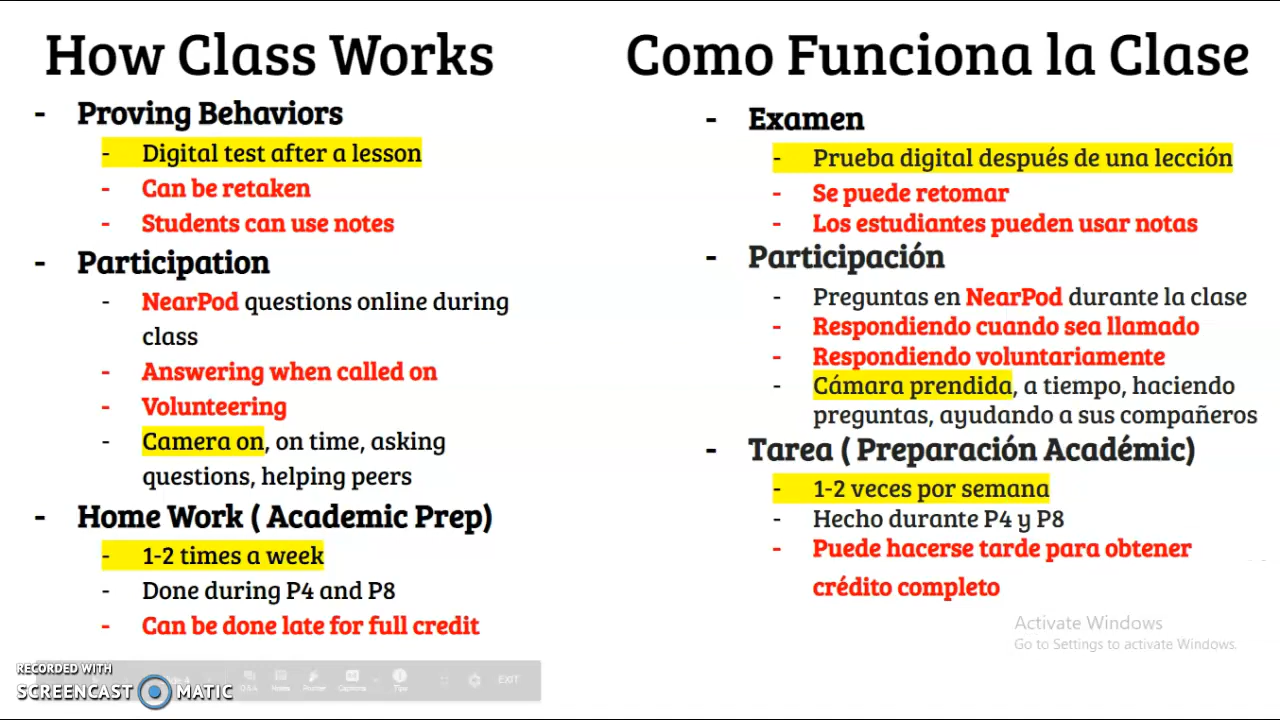 How Class Works
- Proving Behaviors
- Digital test after a lesson
- Can be retaken
- Students can use notes
- Participation
- NearPod questions online during
class
- Answering when called on
- Volunteering
- Camera on, on time, asking
questions, helping peers
- Home Work ( Academic Prep)
- 1-2 times a week
- Done during P4 and P8
- Can be done late for full credit
Como Funciona la Clase
- Examen
- Prueba digital después de una lección
- Se puede retomar
- Los estudiantes pueden usar notas
- Participación
- Preguntas en NearPod durante la clase
- Respondiendo cuando sea llamado
- Respondiendo voluntariamente
- Cámara prendida, a tiempo, haciendo
preguntas, ayudando a sus compañeros
- Tarea ( Preparación Académic)
- 1-2 veces por semana
- Hecho durante P4 y P8
- Puede hacerse tarde para obtener
crédito completo
Activate Windows
Go to Settings to activate Windows.
RECORDED WITH
SCREENCAST MATIC
Q&A Notes Pointer Captions Tips EXIT